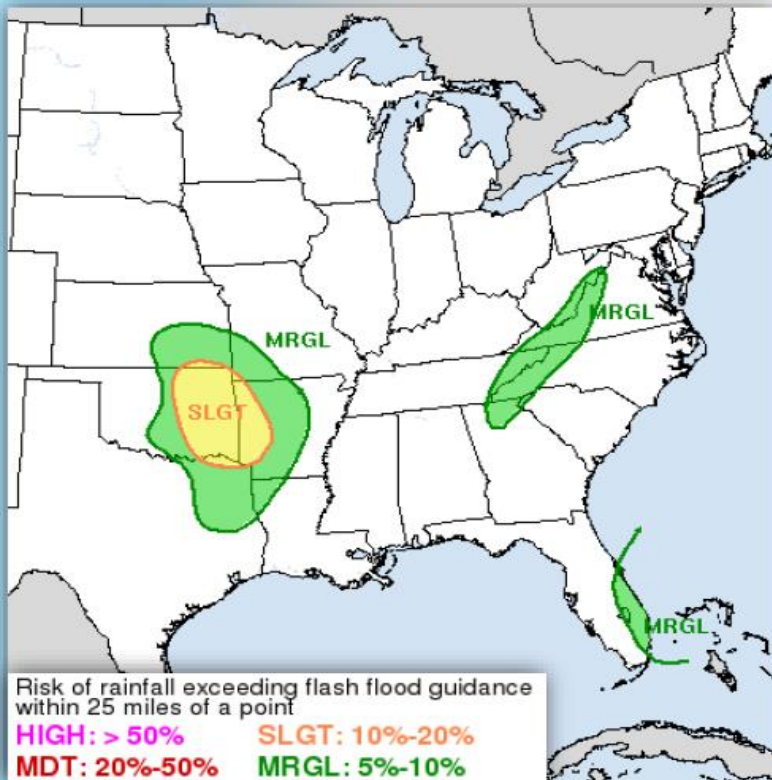 MRGL
MRGL
SLGT
MRGL
Risk of rainfall exceeding flash flood guidance
within 25 miles of a point
HIGH: > 50% SLGT: 10%-20%
MDT: 20%-50% MRGL: 5%-10%